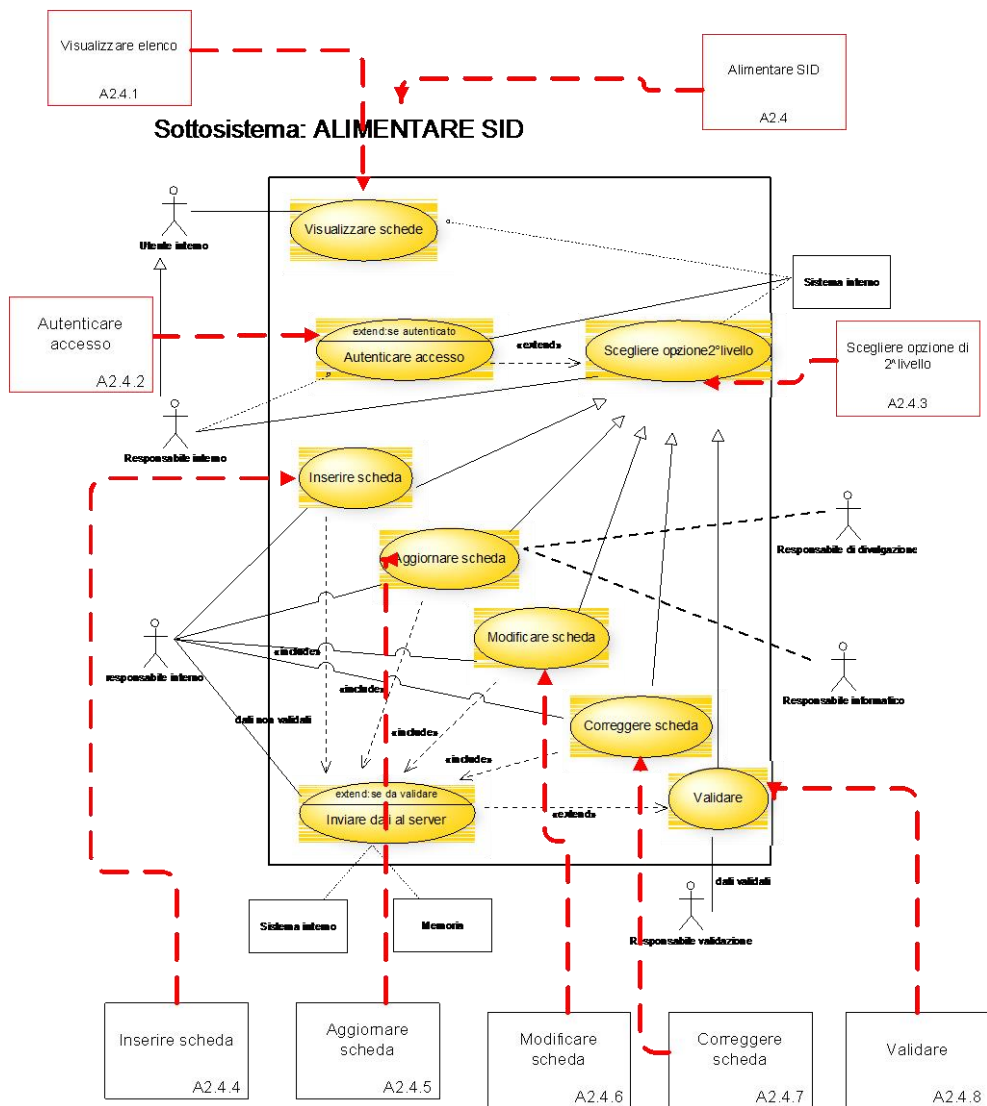 Visualizzare elenco
A2.4.1
Alimentare SID
A2.4
Sottosistema: ALIMENTARE SID
Visualizzare schede
Utente interno
Sistema interno
Autenticare
accesso
A2.4.2
extend:se autenticato
Autenticare accesso
«extend»
Scegliere opzione2°livello
Scegliere opzione di
2^livello
A2.4.3
Responsabile interno
Inserire scheda
Aggiornare scheda
Responsabile di divulgazione
Modificare scheda
responsabile interno
«include»
«include»
Responsabile informatico
dati non validati
«include»
Correggere scheda
«include»
extend:se da validare
Inviare dati al server
«extend»
Validare
dati validati
Sistema interno
Memoria
Responsabile validazione
Inserire scheda
A2.4.4
Aggiornare
scheda
A2.4.5
Modificare
scheda
A2.4.6
Correggere
scheda
A2.4.7
Validare
A2.4.8